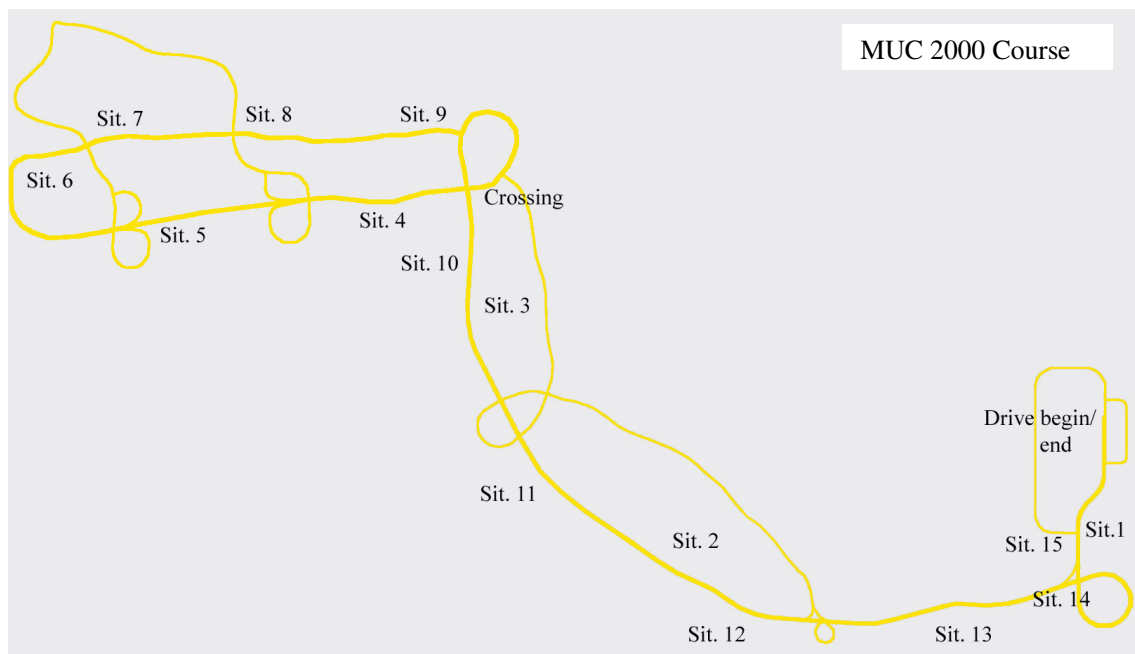 MUC 2000 Course
Sit. 7
Sit. 8
Sit. 9
Sit. 6
Crossing
Sit. 4
Sit. 5
Sit. 10
Sit. 3
Drive begin/
end
Sit. 11
Sit. 2
Sit.1
Sit. 15
Sit. 14
Sit. 12
Sit. 13